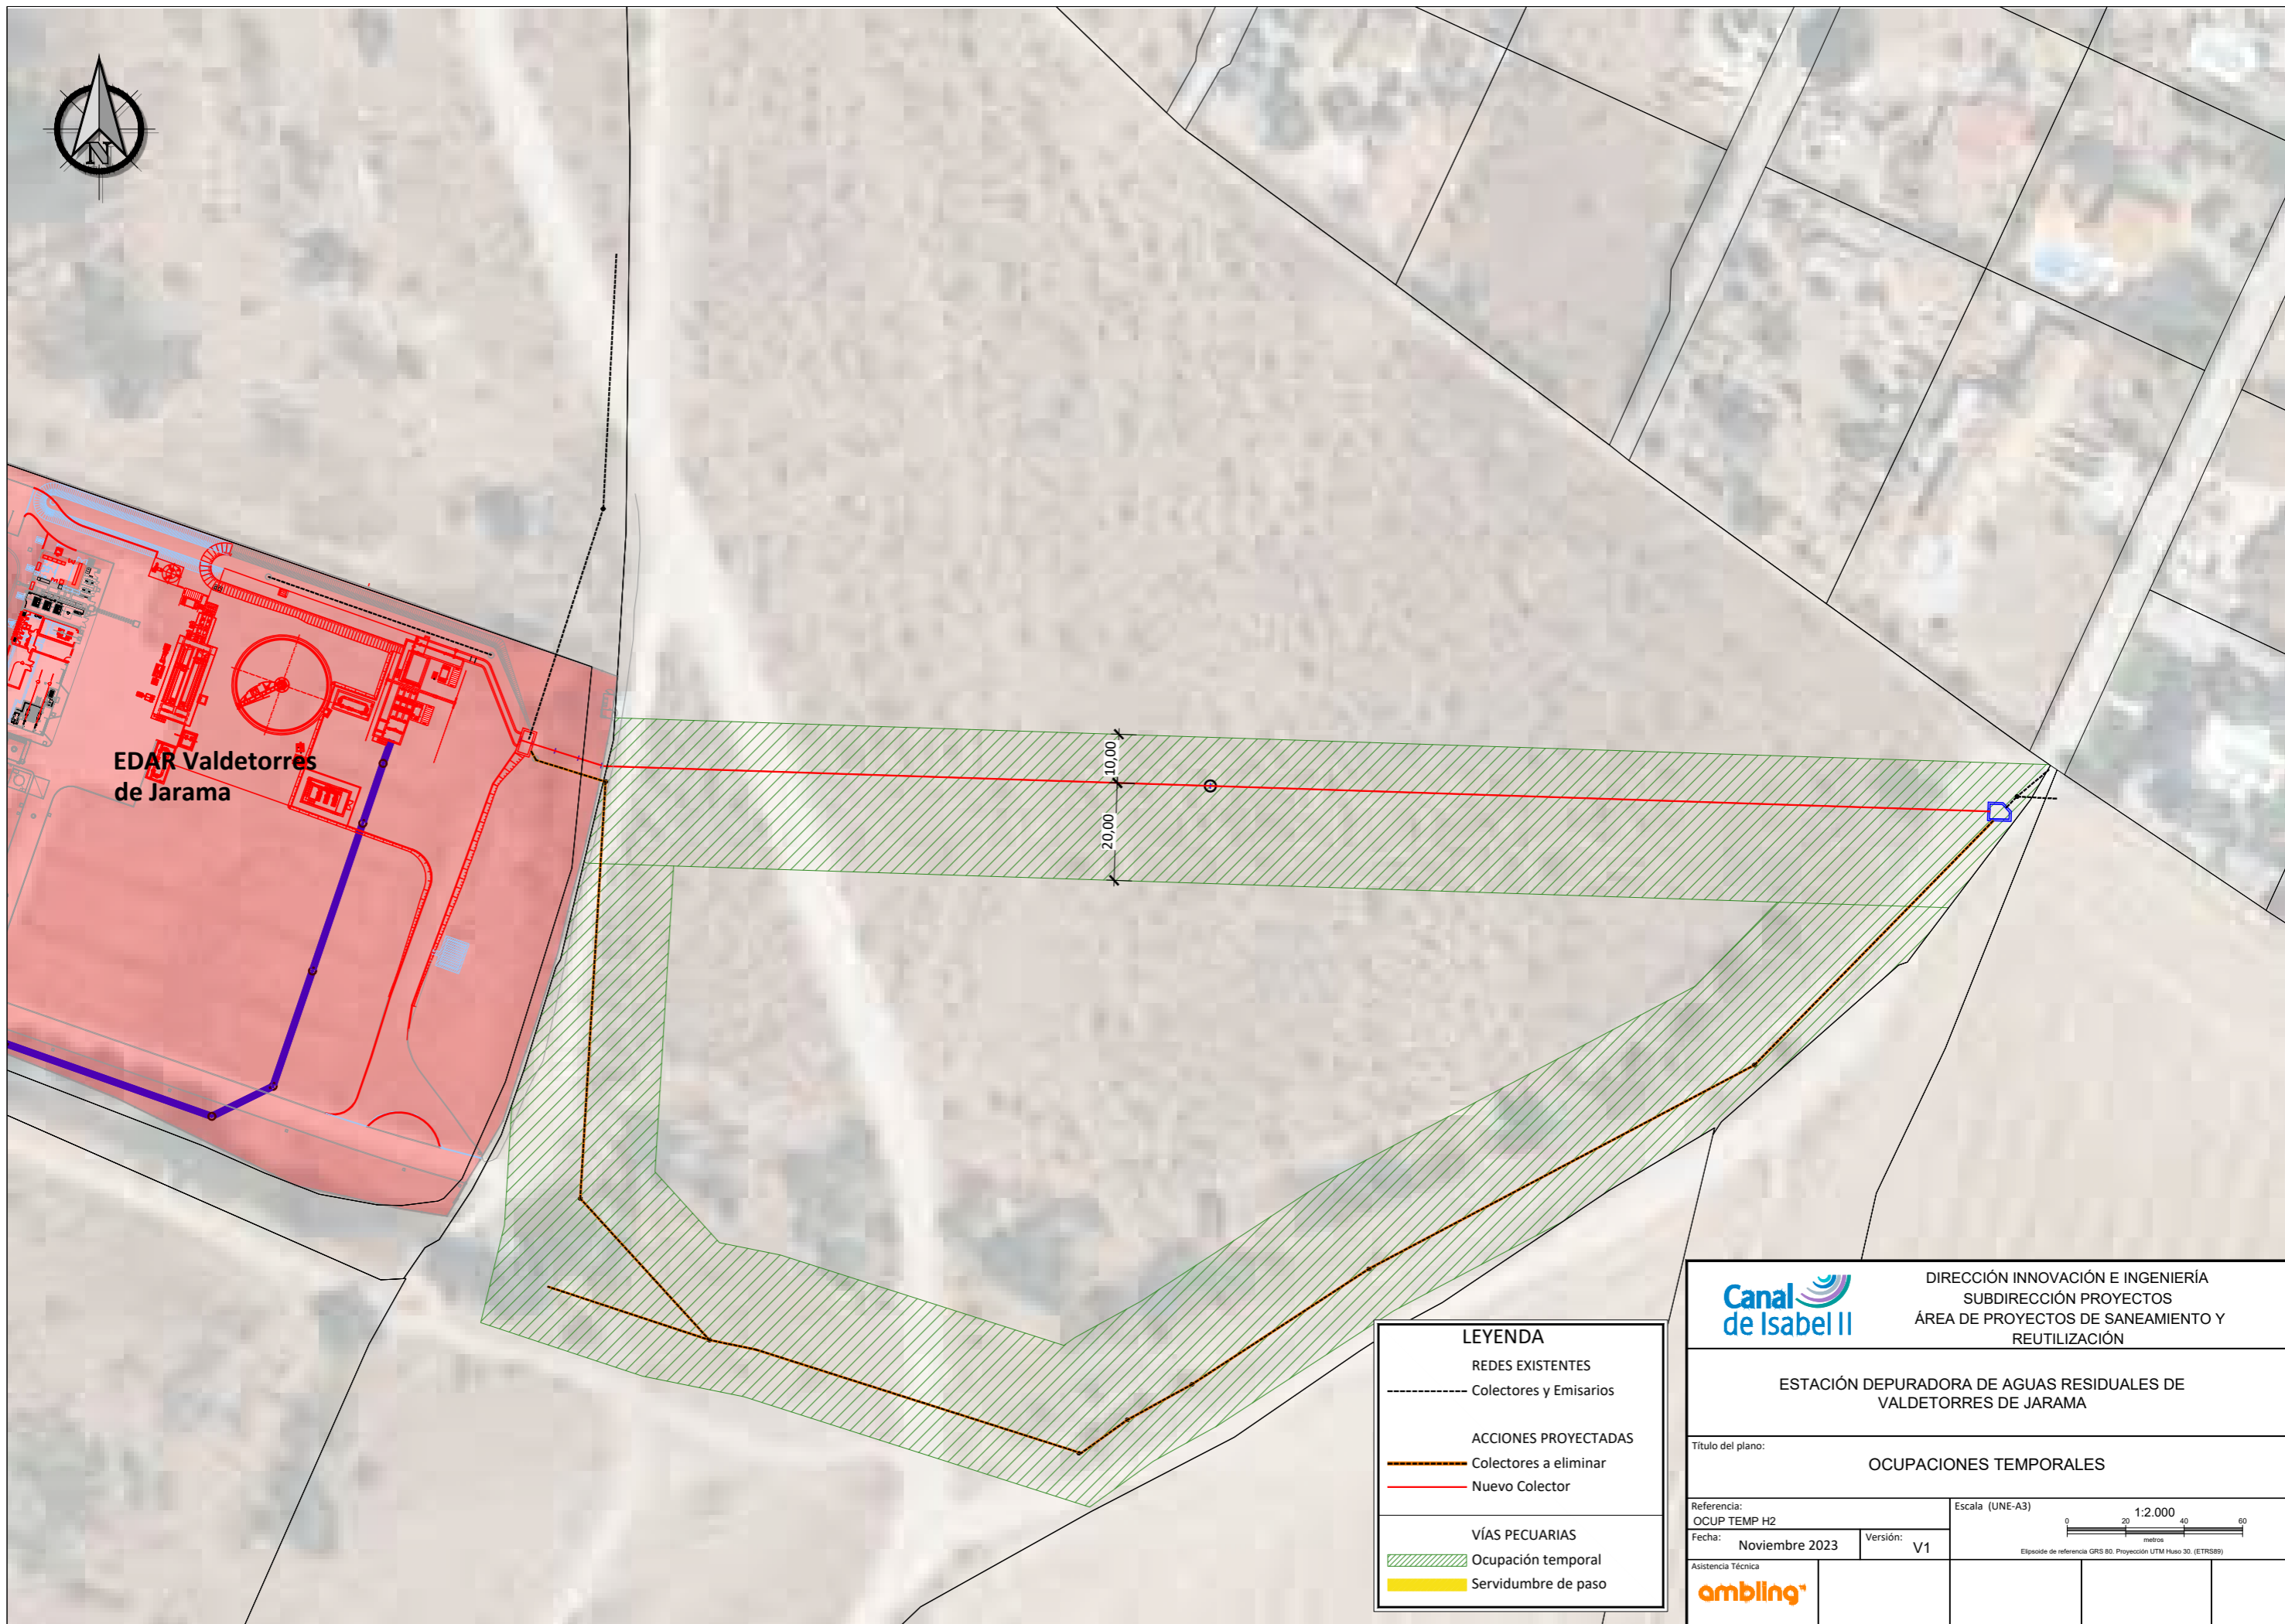 N
EDAR Valdetorres
de Jarama
10,00
20,00
LEYENDA
REDES EXISTENTES
Colectores y Emisarios
ACCIONES PROYECTADAS
Colectores a eliminar
Nuevo Colector
VÍAS PECUARIAS
Ocupación temporal
Servidumbre de paso
Canal
de Isabel II
DIRECCIÓN INNOVACIÓN E INGENIERÍA
SUBDIRECCIÓN PROYECTOS
ÁREA DE PROYECTOS DE SANEAMIENTO Y
REUTILIZACIÓN
ESTACIÓN DEPURADORA DE AGUAS RESIDUALES DE
VALDETORRES DE JARAMA
Título del plano:
OCUPACIONES TEMPORALES
Referencia:
OCUP TEMP H2
Fecha: Noviembre 2023
Versión: V1
Escala (UNE-A3)
1:2.000
0 20 40 60
metros
Elipsoide de referencia GRS 80. Proyección UTM Huso 30. (ETRS89)
Asistencia Técnica
ambling